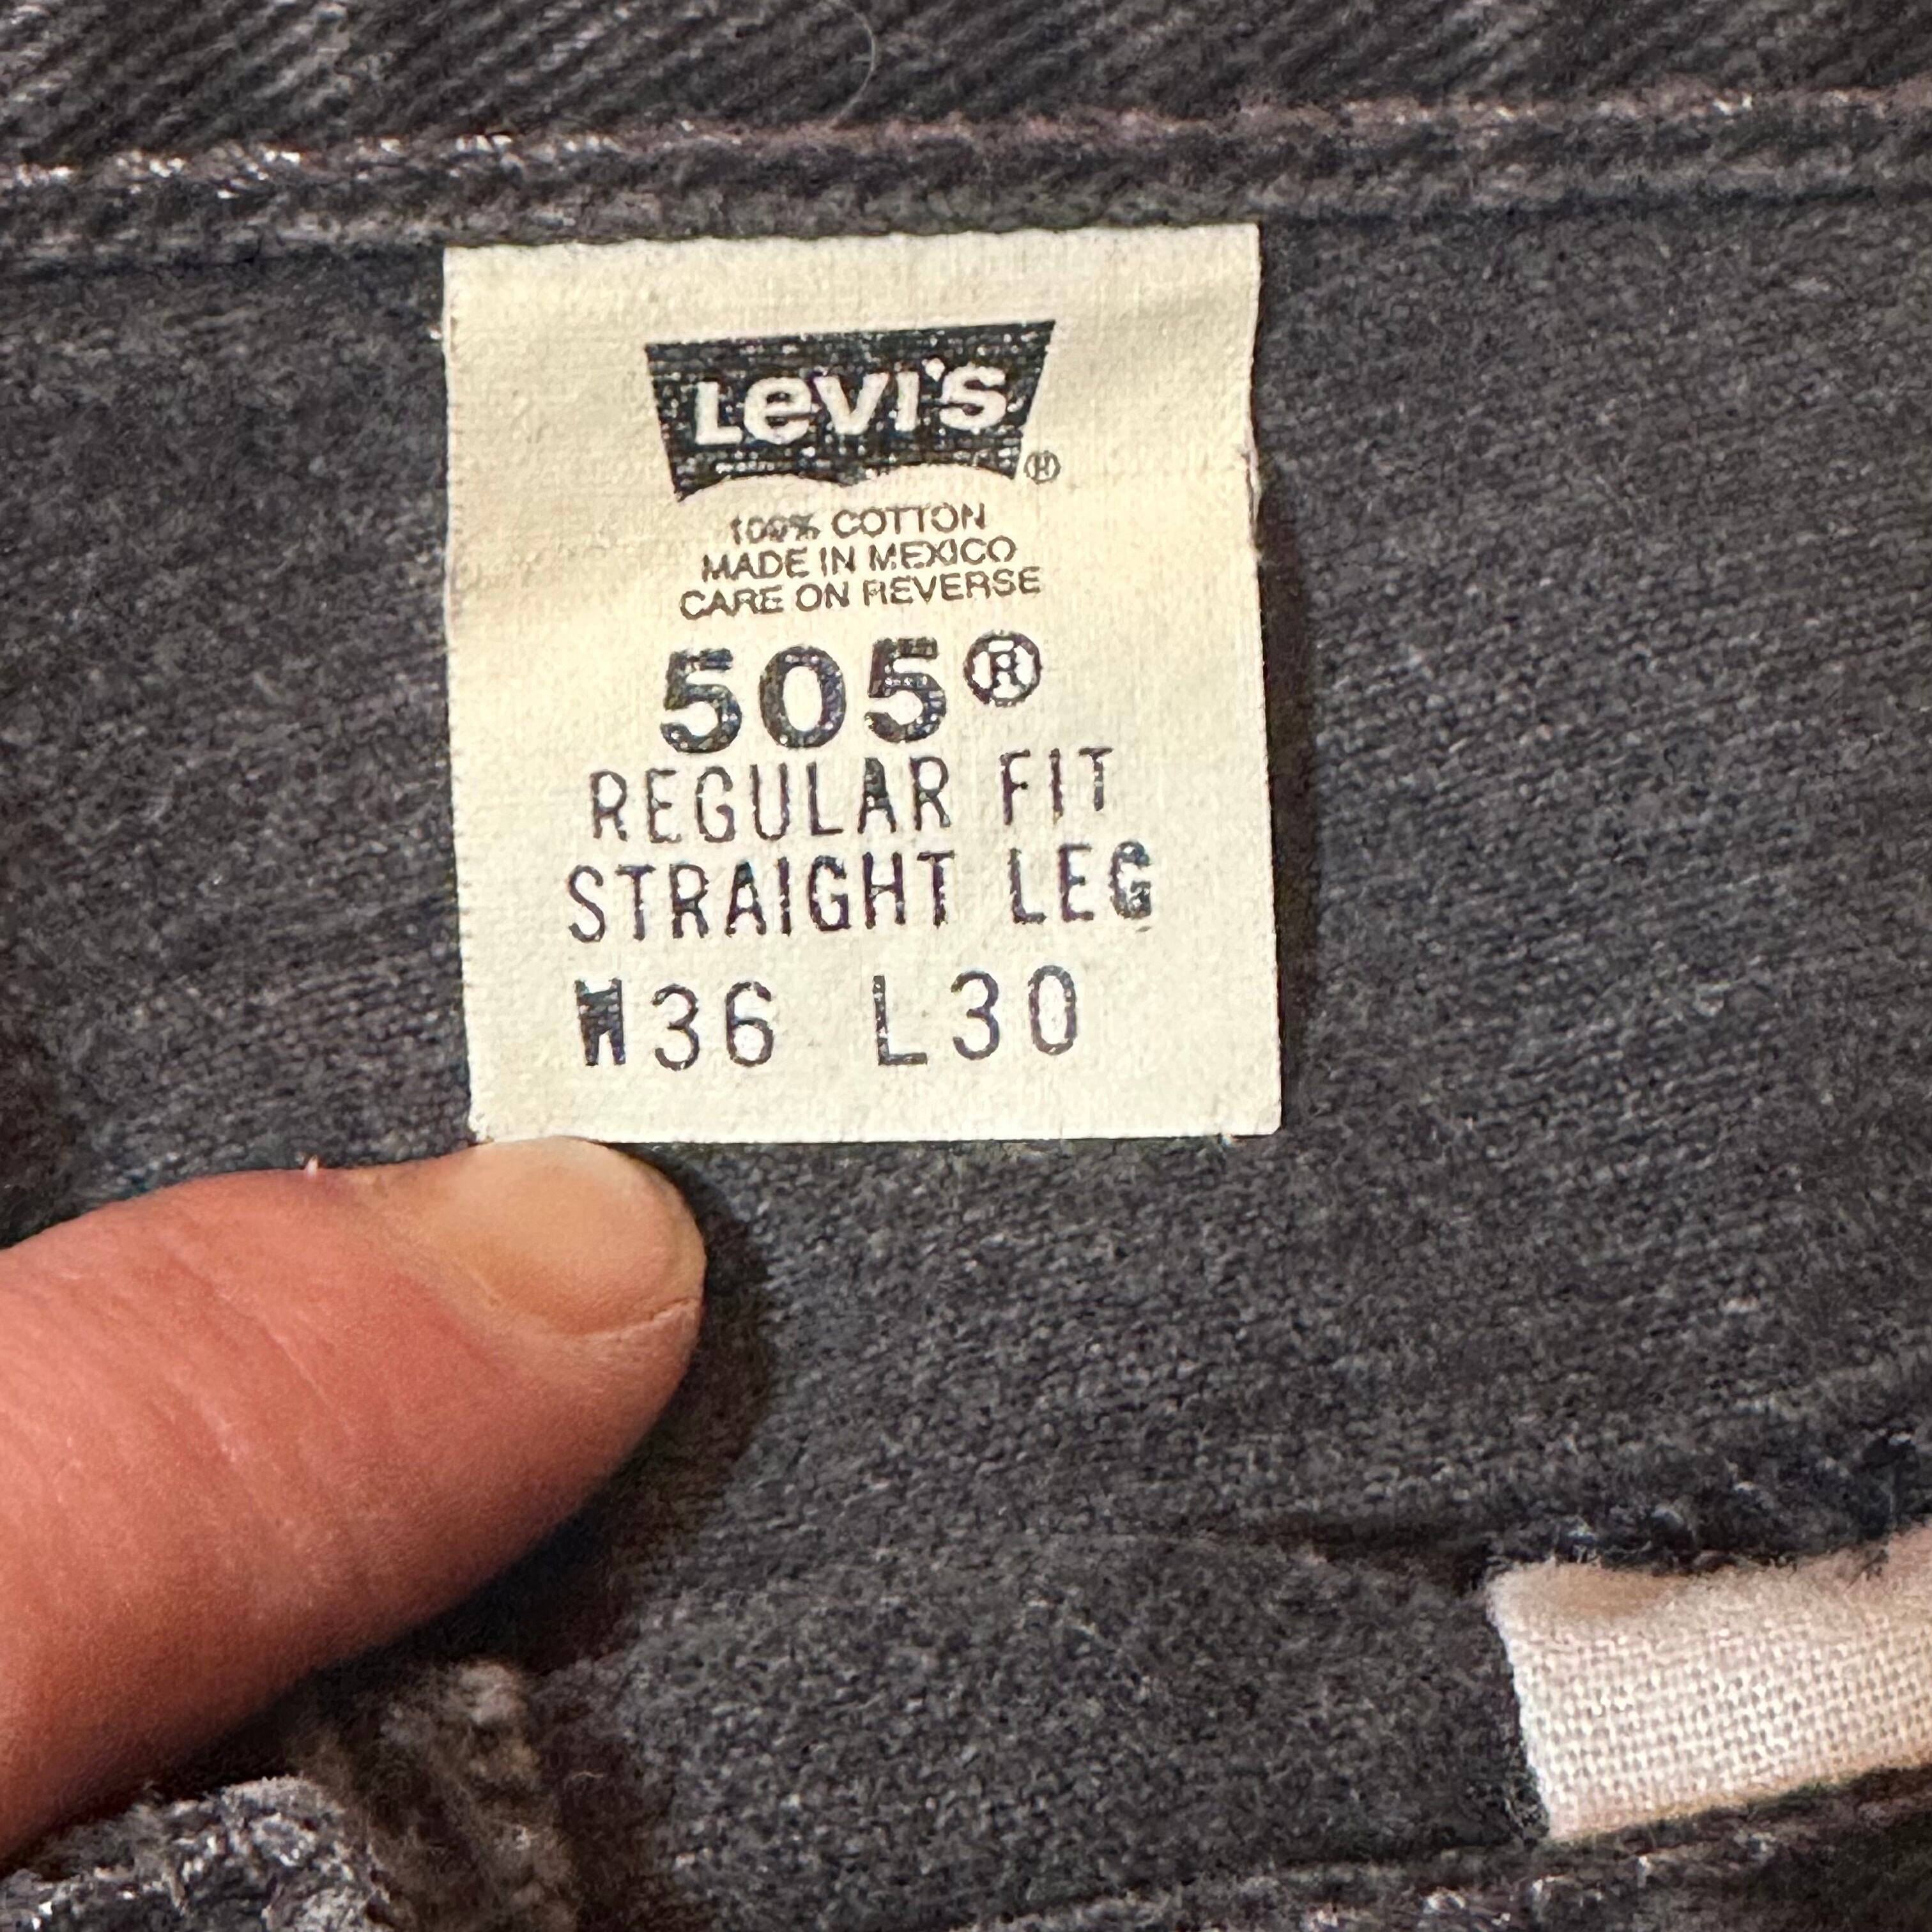 Levi's®
100% COTTON
MADE IN MEXICO
CARE ON REVERSE
505®
REGULAR FIT
STRAIGHT LEG
W36 L30